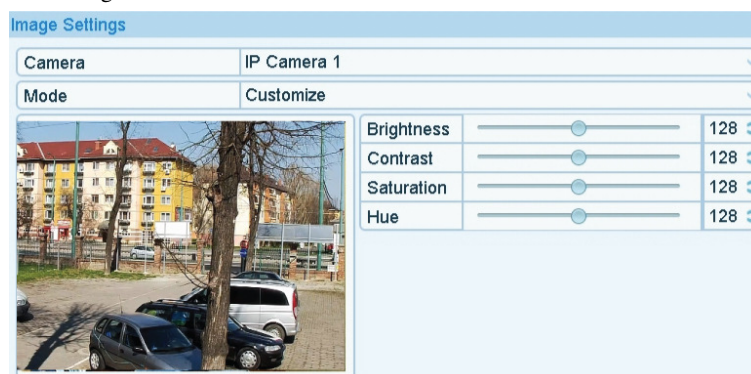 Image Settings
Camera IP Camera 1
Mode Customize
Brightness 128
Contrast 128
Saturation 128
Hue 128